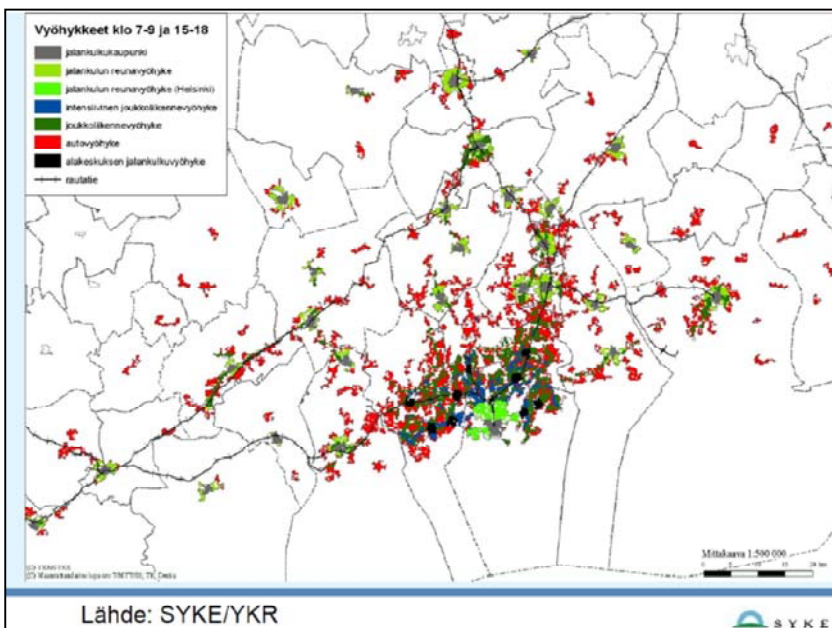 Vyöhykkeet klo 7-9 ja 15-18
jalankulkukaupunki
jalankulun reunavyöhyke
jalankulun reunavyöhyke (Helsinki)
intensiivinen joukkoliikennevyöhyke
joukkoliikennevyöhyke
autovyöhyke
alakeskuksen jalankulkuvyöhyke
rautatie
Mittakaava 1:500 000
Lähde: SYKE/YKR
SYKE